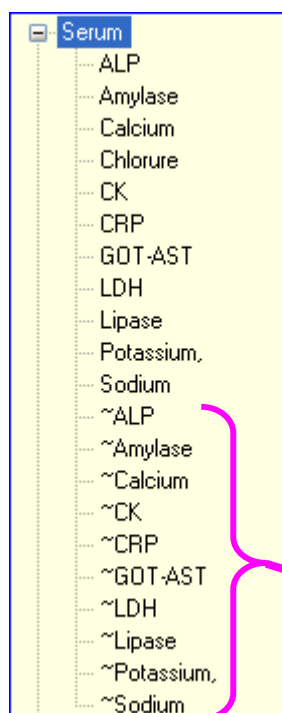 Serum
ALP
Amylase
Calcium
Chlorure
CK
CRP
GOT-AST
LDH
Lipase
Potassium,
Sodium
~ALP
~Amylase
~Calcium
~CK
~CRP
~GOT-AST
~LDH
~Lipase
~Potassium,
~Sodium